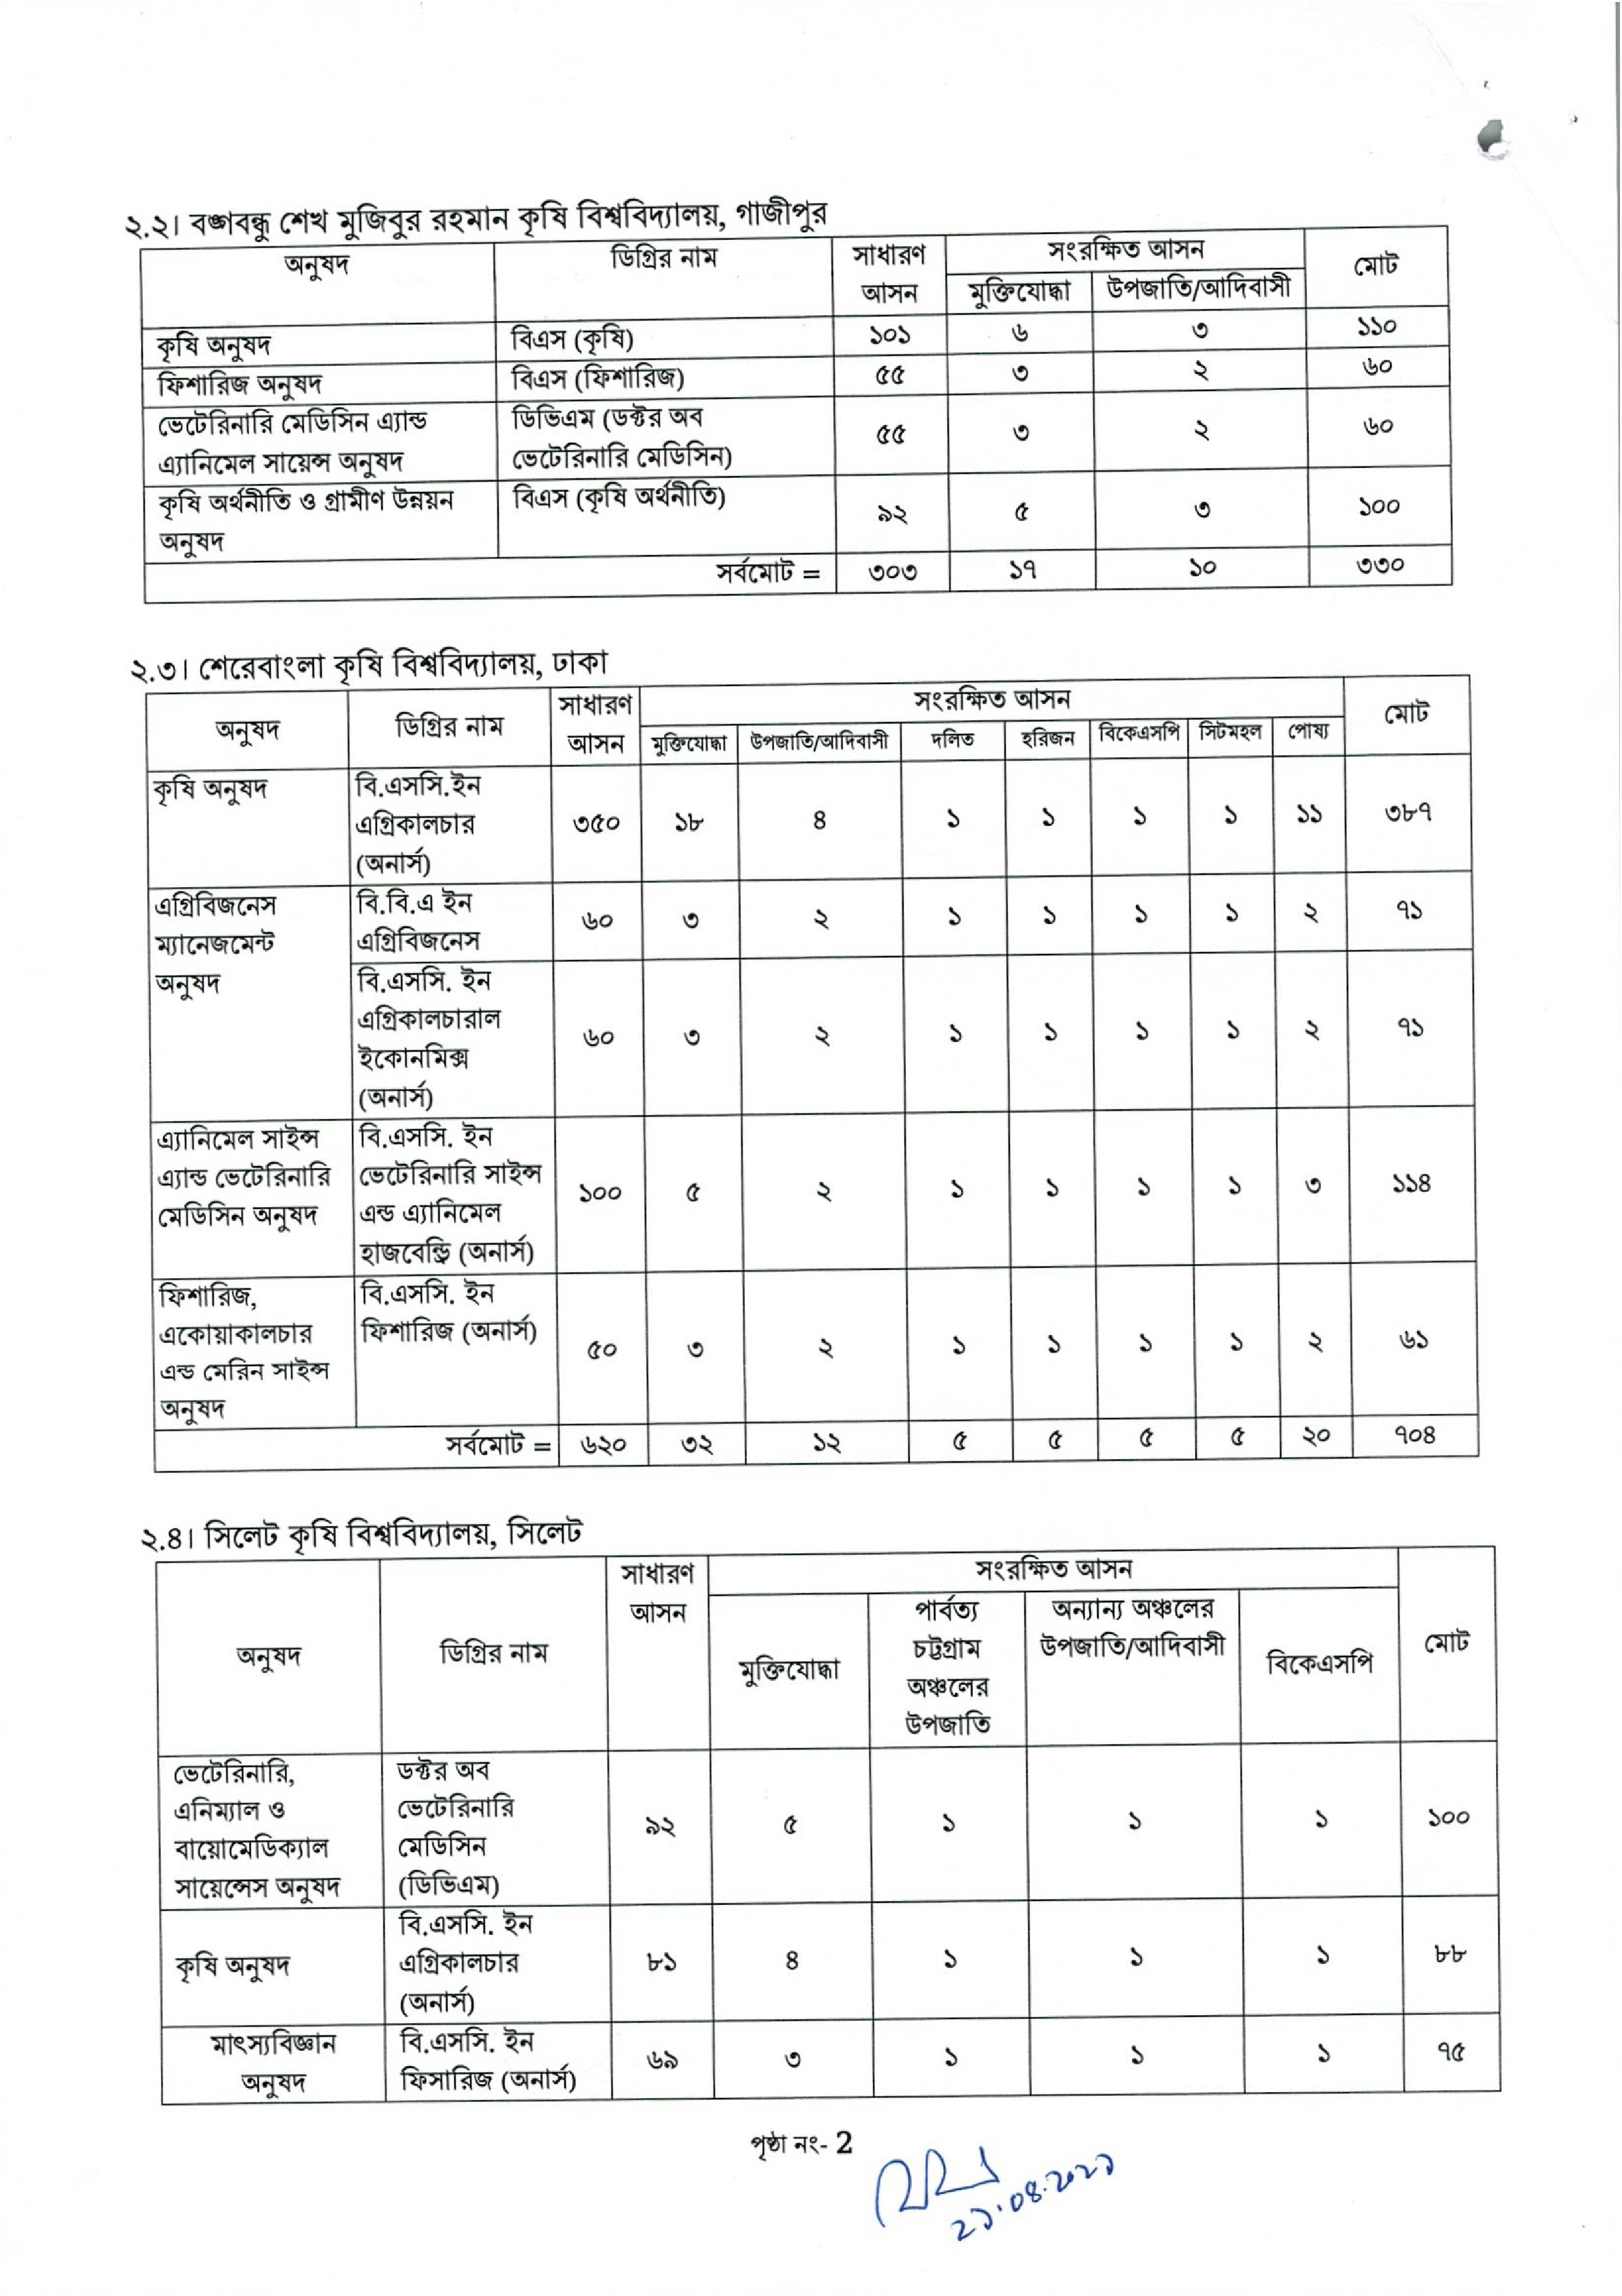 ২.২। বঙ্গবন্ধু শেখ মুজিবুর রহমান কৃষি বিশ্ববিদ্যালয়, গাজীপুর
অনুষদ ডিগ্রির নাম সাধারণ আসন সংরক্ষিত আসন মোট
মুক্তিযোদ্ধা উপজাতি/আদিবাসী
কৃষি অনুষদ বিএস (কৃষি) ১০১ ৬ ৩ ১১০
ফিশারিজ অনুষদ বিএস (ফিশারিজ) ৫৫ ৩ ২ ৬০
ভেটেরিনারি মেডিসিন এ্যান্ড ডিভিএম (ডক্টর অব
এ্যানিমেল সায়েন্স অনুষদ ভেটেরিনারি মেডিসিন) ৫৫ ৩ ২ ৬০
কৃষি অর্থনীতি ও গ্রামীণ উন্নয়ন বিএস (কৃষি অর্থনীতি) ৯২ ৫ ৩ ১০০
অনুষদ
সর্বমোট = ৩০৩ ১৭ ১০ ৩৩০
২.৩। শেরেবাংলা কৃষি বিশ্ববিদ্যালয়, ঢাকা
অনুষদ ডিগ্রির নাম সাধারণ আসন সংরক্ষিত আসন মোট
মুক্তিযোদ্ধা উপজাতি/আদিবাসী দলিত হরিজন বিকেএসপি সিটমহল পোষ্য
কৃষি অনুষদ বি.এসসি.ইন
এগ্রিকালচার ৩৫০ ১৮ ৪ ১ ১ ১ ১ ১১ ৩৮৭
(অনার্স)
এগ্রিবিজনেস বি.বি.এ ইন
ম্যানেজমেন্ট এগ্রিবিজনেস ৬০ ৩ ২ ১ ১ ১ ১ ২ ৭১
অনুষদ বি.এসসি. ইন
এগ্রিকালচারাল
ইকোনমিক্স ৬০ ৩ ২ ১ ১ ১ ১ ২ ৭১
(অনার্স)
এ্যানিমেল সাইন্স বি.এসসি. ইন
এ্যান্ড ভেটেরিনারি ভেটেরিনারি সাইন্স ১০০ ৫ ২ ১ ১ ১ ১ ৩ ১১৪
মেডিসিন অনুষদ এন্ড এ্যানিমেল
হাজবেন্ড্রি (অনার্স)
ফিশারিজ, বি.এসসি. ইন
একোয়াকালচার ফিশারিজ (অনার্স) ৫০ ৩ ২ ১ ১ ১ ১ ২ ৬১
এন্ড মেরিন সাইন্স
অনুষদ
সর্বমোট = ৬২০ ৩২ ১২ ৫ ৫ ৫ ৫ ২০ ৭০৪
২.৪। সিলেট কৃষি বিশ্ববিদ্যালয়, সিলেট
অনুষদ ডিগ্রির নাম সাধারণ আসন সংরক্ষিত আসন মোট
মুক্তিযোদ্ধা পার্বত্য চট্টগ্রাম অঞ্চলের উপজাতি অন্যান্য অঞ্চলের উপজাতি/আদিবাসী বিকেএসপি
ভেটেরিনারি, ডক্টর অব
এনিম্যাল ও ভেটেরিনারি ৯২ ৫ ১ ১ ১ ১০০
বায়োমেডিক্যাল মেডিসিন
সায়েন্সেস অনুষদ (ডিভিএম)
বি.এসসি. ইন
কৃষি অনুষদ এগ্রিকালচার ৮১ ৪ ১ ১ ১ ৮৮
(অনার্স)
মাৎস্যবিজ্ঞান বি.এসসি. ইন
অনুষদ ফিসারিজ (অনার্স) ৬৯ ৩ ১ ১ ১ ৭৫
পৃষ্ঠা নং- 2